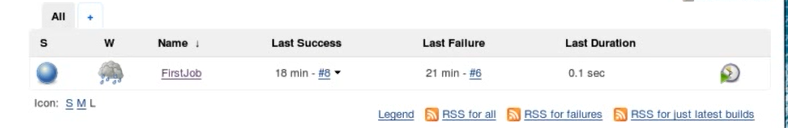 All +
S W Name ↓ Last Success Last Failure Last Duration
FirstJob 18 min - #8 21 min - #6 0.1 sec
Icon: S M L
Legend RSS for all RSS for failures RSS for just latest builds